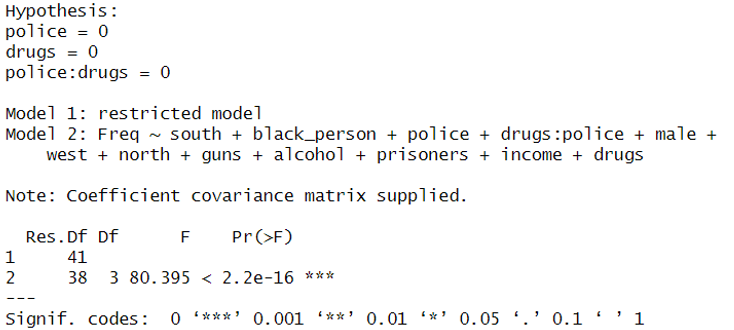 Hypothesis:
police = 0
drugs = 0
police:drugs = 0

Model 1: restricted model
Model 2: Freq ~ south + black_person + police + drugs:police + male +
    west + north + guns + alcohol + prisoners + income + drugs

Note: Coefficient covariance matrix supplied.

  Res.Df Df      F    Pr(>F)
1     41
2     38  3 80.395 < 2.2e-16 ***
---
Signif. codes:  0 ‘***’ 0.001 ‘**’ 0.01 ‘*’ 0.05 ‘.’ 0.1 ‘ ’ 1